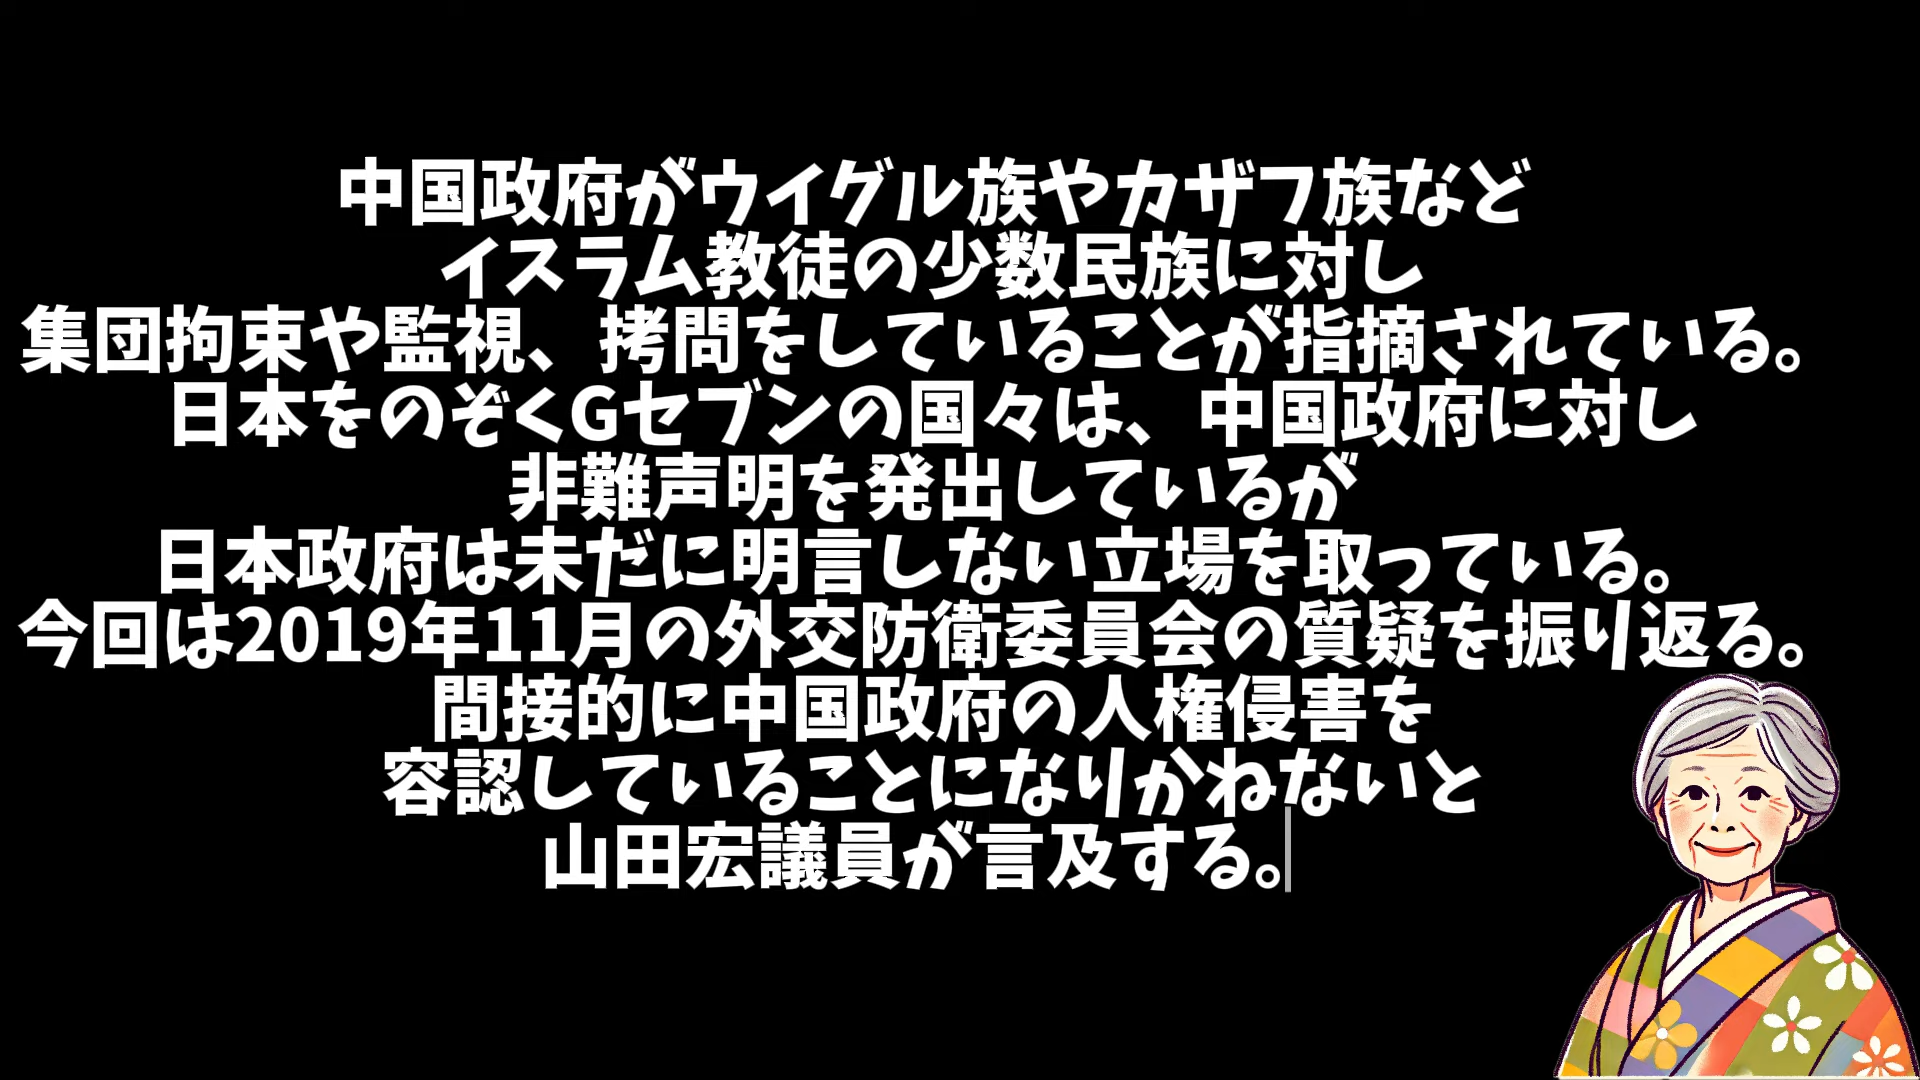 中国政府がウイグル族やカザフ族など
イスラム教徒の少数民族に対し
集団拘束や監視、拷問をしていることが指摘されている。
日本をのぞくGセブンの国々は、中国政府に対し
非難声明を発出しているが
日本政府は未だに明言しない立場を取っている。
今回は2019年11月の外交防衛委員会の質疑を振り返る。
間接的に中国政府の人権侵害を
容認していることになりかねないと
山田宏議員が言及する。